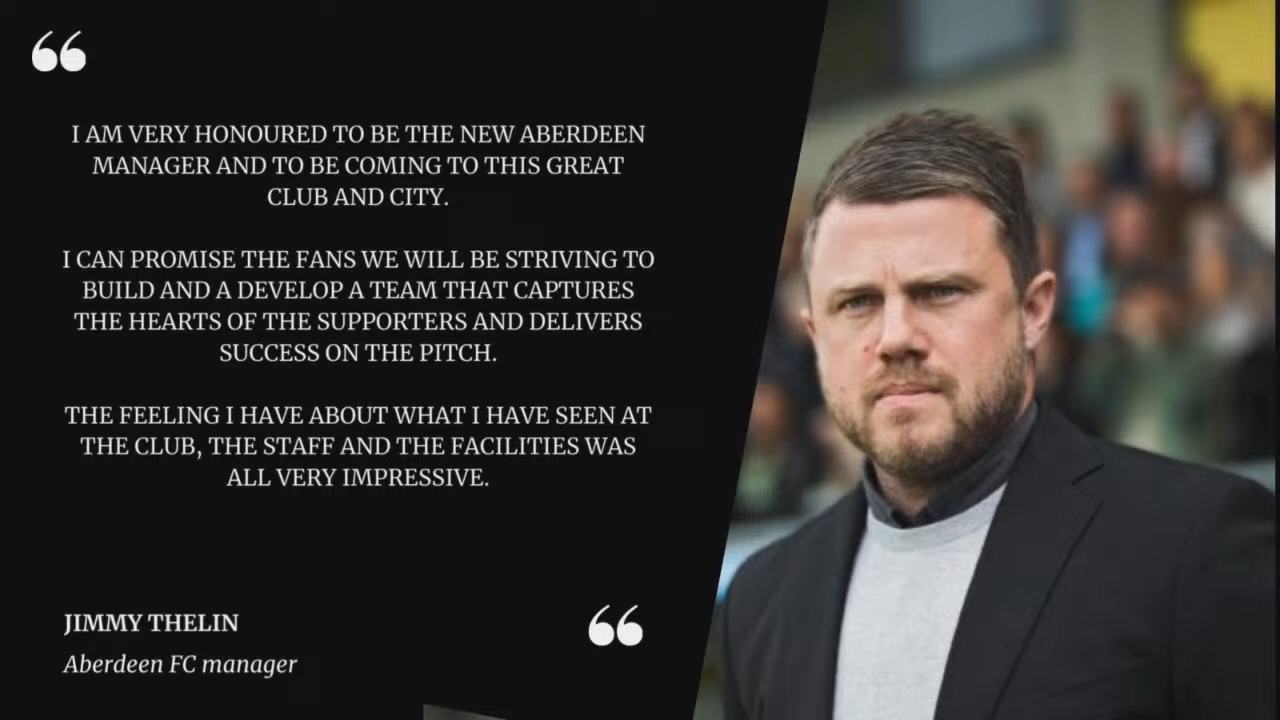 I AM VERY HONOURED TO BE THE NEW ABERDEEN
MANAGER AND TO BE COMING TO THIS GREAT
CLUB AND CITY.
I CAN PROMISE THE FANS WE WILL BE STRIVING TO
BUILD AND A DEVELOP A TEAM THAT CAPTURES
THE HEARTS OF THE SUPPORTERS AND DELIVERS
SUCCESS ON THE PITCH.
THE FEELING I HAVE ABOUT WHAT I HAVE SEEN AT
THE CLUB, THE STAFF AND THE FACILITIES WAS
ALL VERY IMPRESSIVE.
JIMMY THELIN
Aberdeen FC manager